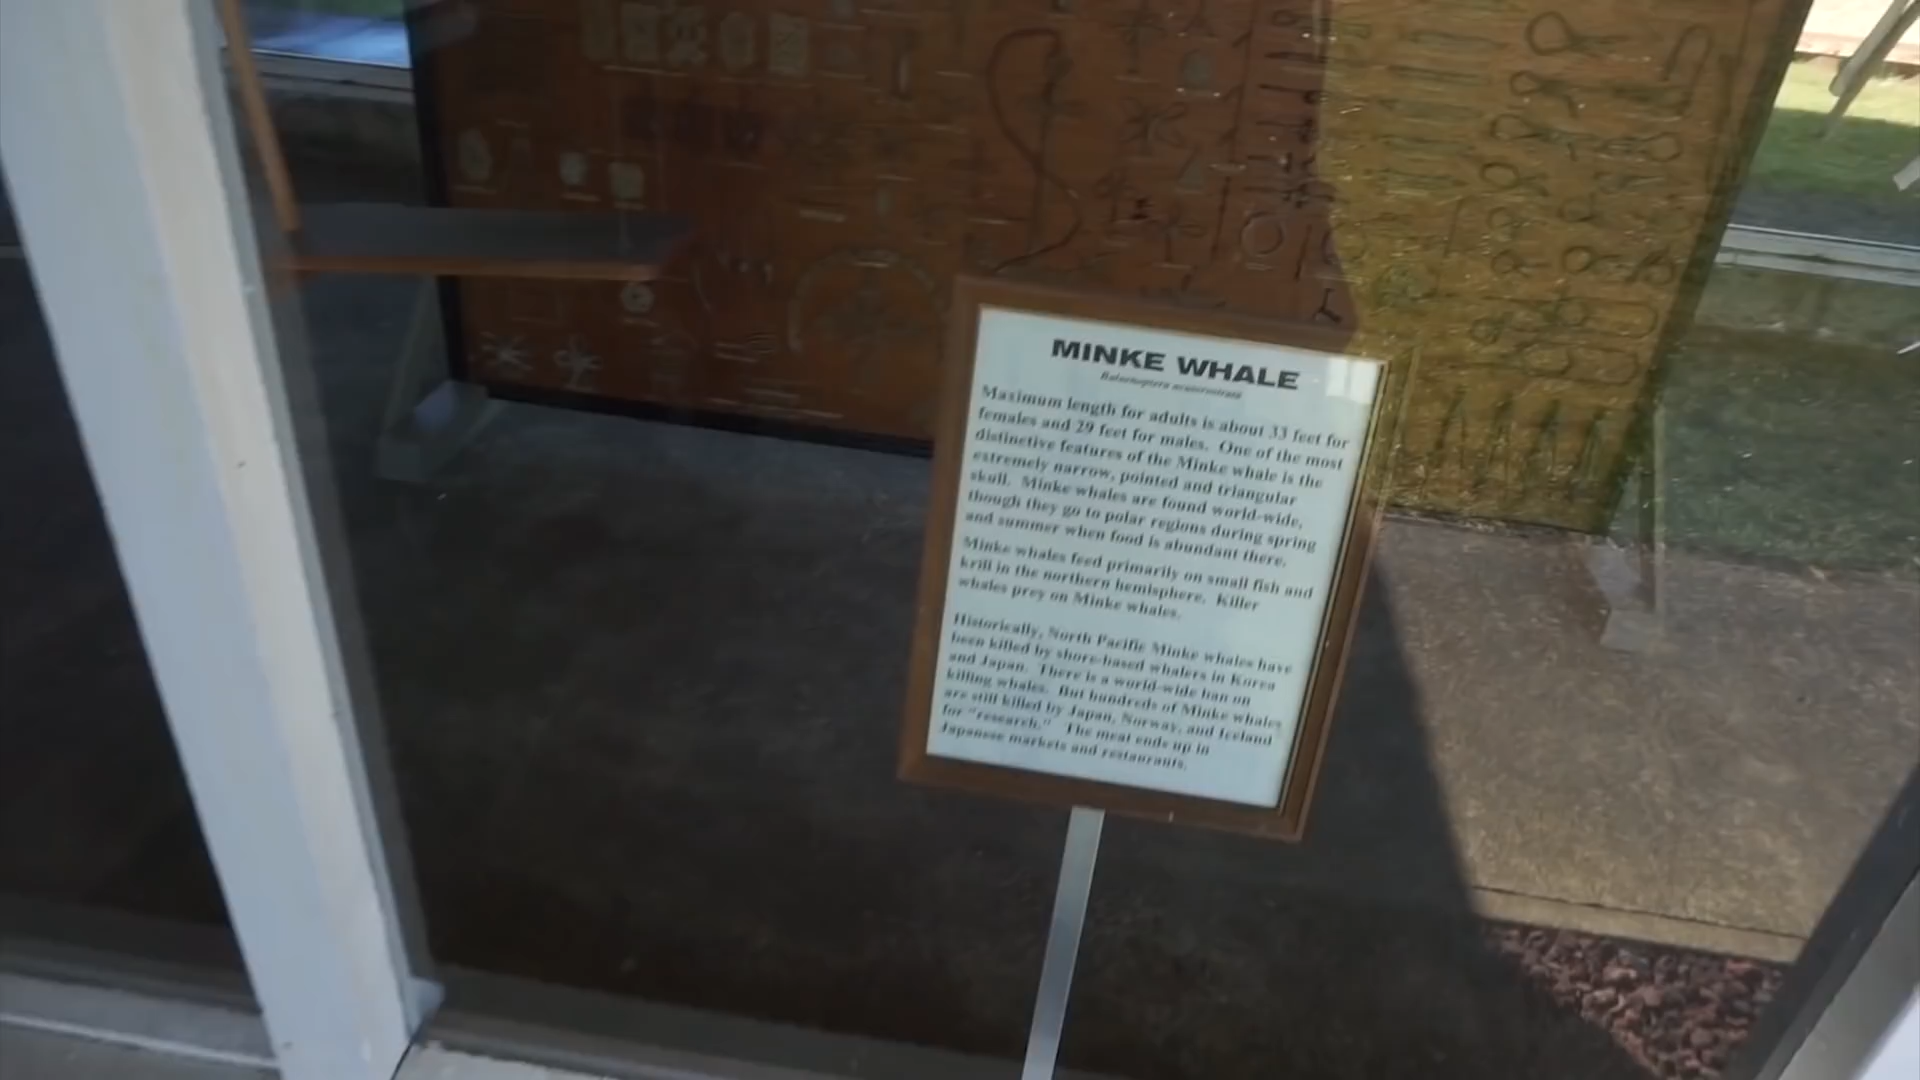 MINKE WHALE
Balaenoptera acutorostrata
Maximum length for adults is about 33 feet for
females and 29 feet for males. One of the most
distinctive features of the Minke whale is the
extremely narrow, pointed and triangular
skull. Minke whales are found world-wide,
though they go to polar regions during spring
and summer when food is abundant there.
Minke whales feed primarily on small fish and
krill in the northern hemisphere. Killer
whales prey on Minke whales.
Historically, North Pacific Minke whales have
been killed by shore-based whalers in Korea
and Japan. There is a world-wide ban on
killing whales. But hundreds of Minke whales
are still killed by Japan, Norway, and Iceland
for "research." The meat ends up in
Japanese markets and restaurants.